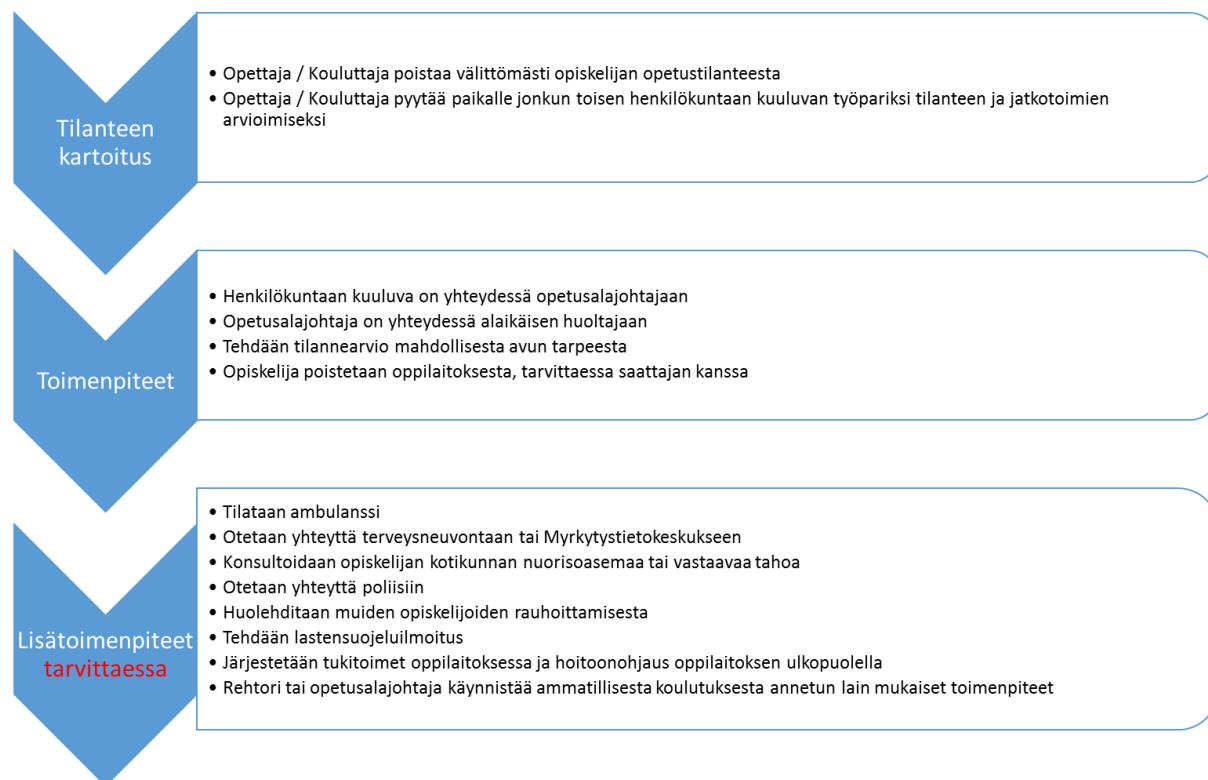 Tilanteen
kartoitus
• Opettaja / Kouluttaja poistaa välittömästi opiskelijan opetustilanteesta
• Opettaja / Kouluttaja pyytää paikalle jonkun toisen henkilökuntaan kuuluvan työpariksi tilanteen ja jatkotoimien
arvioimiseksi
Toimenpiteet
• Henkilökuntaan kuuluva on yhteydessä opetusalajohtajaan
• Opetusalajohtaja on yhteydessä alaikäisen huoltajaan
• Tehdään tilannearvio mahdollisesta avun tarpeesta
• Opiskelija poistetaan oppilaitoksesta, tarvittaessa saattajan kanssa
Lisätoimenpiteet
tarvittaessa
• Tilataan ambulanssi
• Otetaan yhteyttä terveysneuvontaan tai Myrkytystietokeskukseen
• Konsultoidaan opiskelijan kotikunnan nuorisoasemaa tai vastaavaa tahoa
• Otetaan yhteyttä poliisiin
• Huolehditaan muiden opiskelijoiden rauhoittamisesta
• Tehdään lastensuojeluilmoitus
• Järjestetään tukitoimet oppilaitoksessa ja hoitoonohjaus oppilaitoksen ulkopuolella
• Rehtori tai opetusalajohtaja käynnistää ammatillisesta koulutuksesta annetun lain mukaiset toimenpiteet